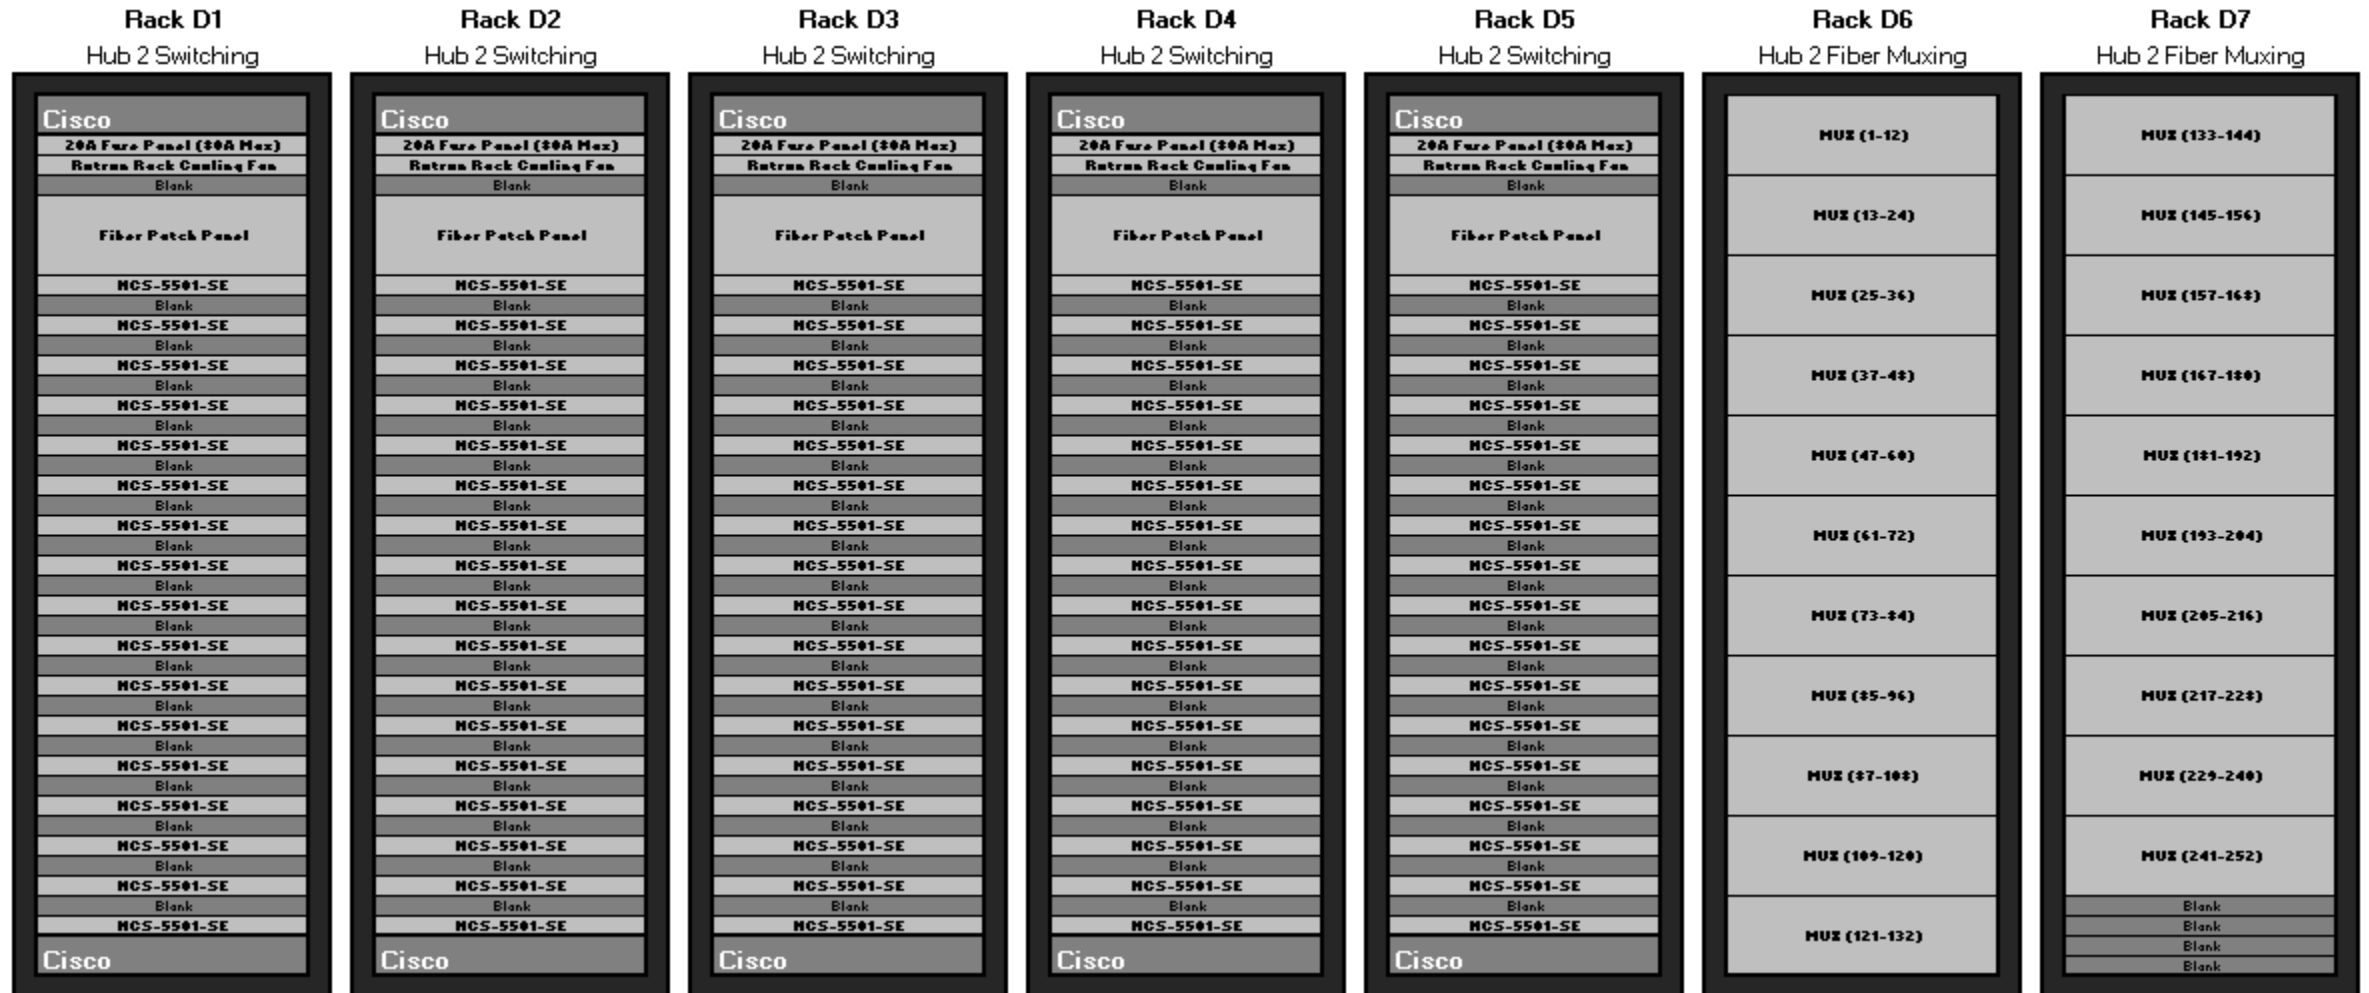 Rack D1
Hub 2 Switching
Cisco
20A Fuse Panel (80A Max)
Rack Cooling Fan
Blank
Fiber Patch Panel
NCS-5501-SE
Blank
NCS-5501-SE
Blank
NCS-5501-SE
Blank
NCS-5501-SE
Blank
NCS-5501-SE
Blank
NCS-5501-SE
Blank
NCS-5501-SE
Blank
NCS-5501-SE
Blank
NCS-5501-SE
Blank
NCS-5501-SE
Blank
NCS-5501-SE
Blank
NCS-5501-SE
Blank
NCS-5501-SE
Blank
NCS-5501-SE
Blank
NCS-5501-SE
Blank
NCS-5501-SE
Blank
NCS-5501-SE
Cisco
Rack D2
Hub 2 Switching
Cisco
20A Fuse Panel (80A Max)
Rack Cooling Fan
Blank
Fiber Patch Panel
NCS-5501-SE
Blank
NCS-5501-SE
Blank
NCS-5501-SE
Blank
NCS-5501-SE
Blank
NCS-5501-SE
Blank
NCS-5501-SE
Blank
NCS-5501-SE
Blank
NCS-5501-SE
Blank
NCS-5501-SE
Blank
NCS-5501-SE
Blank
NCS-5501-SE
Blank
NCS-5501-SE
Blank
NCS-5501-SE
Blank
NCS-5501-SE
Blank
NCS-5501-SE
Blank
NCS-5501-SE
Blank
NCS-5501-SE
Cisco
Rack D3
Hub 2 Switching
Cisco
20A Fuse Panel (80A Max)
Rack Cooling Fan
Blank
Fiber Patch Panel
NCS-5501-SE
Blank
NCS-5501-SE
Blank
NCS-5501-SE
Blank
NCS-5501-SE
Blank
NCS-5501-SE
Blank
NCS-5501-SE
Blank
NCS-5501-SE
Blank
NCS-5501-SE
Blank
NCS-5501-SE
Blank
NCS-5501-SE
Blank
NCS-5501-SE
Blank
NCS-5501-SE
Blank
NCS-5501-SE
Blank
NCS-5501-SE
Blank
NCS-5501-SE
Blank
NCS-5501-SE
Blank
NCS-5501-SE
Cisco
Rack D4
Hub 2 Switching
Cisco
20A Fuse Panel (80A Max)
Rack Cooling Fan
Blank
Fiber Patch Panel
NCS-5501-SE
Blank
NCS-5501-SE
Blank
NCS-5501-SE
Blank
NCS-5501-SE
Blank
NCS-5501-SE
Blank
NCS-5501-SE
Blank
NCS-5501-SE
Blank
NCS-5501-SE
Blank
NCS-5501-SE
Blank
NCS-5501-SE
Blank
NCS-5501-SE
Blank
NCS-5501-SE
Blank
NCS-5501-SE
Blank
NCS-5501-SE
Blank
NCS-5501-SE
Blank
NCS-5501-SE
Blank
NCS-5501-SE
Cisco
Rack D5
Hub 2 Switching
Cisco
20A Fuse Panel (80A Max)
Rack Cooling Fan
Blank
Fiber Patch Panel
NCS-5501-SE
Blank
NCS-5501-SE
Blank
NCS-5501-SE
Blank
NCS-5501-SE
Blank
NCS-5501-SE
Blank
NCS-5501-SE
Blank
NCS-5501-SE
Blank
NCS-5501-SE
Blank
NCS-5501-SE
Blank
NCS-5501-SE
Blank
NCS-5501-SE
Blank
NCS-5501-SE
Blank
NCS-5501-SE
Blank
NCS-5501-SE
Blank
NCS-5501-SE
Blank
NCS-5501-SE
Blank
NCS-5501-SE
Cisco
Rack D6
Hub 2 Fiber Muxing
MUX (1-12)
MUX (13-24)
MUX (25-36)
MUX (37-48)
MUX (47-60)
MUX (61-72)
MUX (73-84)
MUX (85-96)
MUX (87-108)
MUX (109-120)
MUX (121-132)
Rack D7
Hub 2 Fiber Muxing
MUX (133-144)
MUX (145-156)
MUX (157-168)
MUX (167-180)
MUX (181-192)
MUX (193-204)
MUX (205-216)
MUX (217-228)
MUX (229-240)
MUX (241-252)
Blank
Blank
Blank
Blank